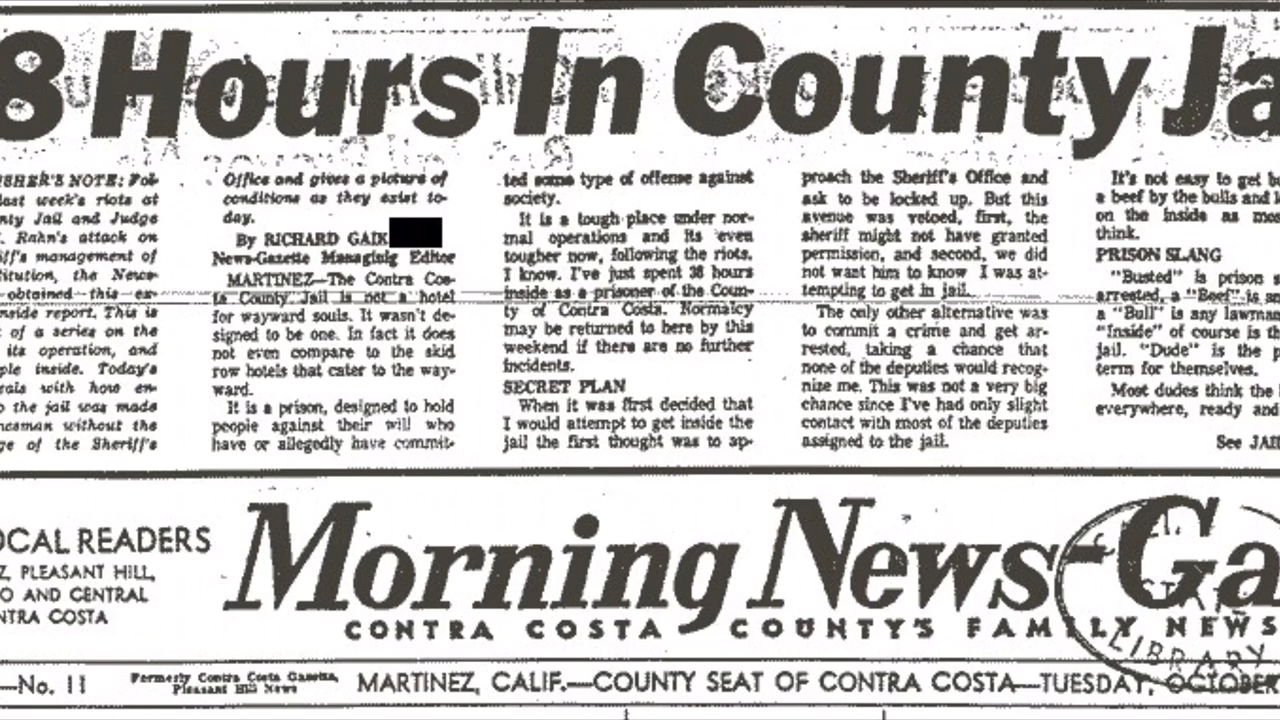 8 Hours In County Ja
SHER'S NOTE: Fol-
last week's riots at
nty Jail and Judge
. Rahn's attack on
iff's management of
titution, the News-
obtained this ex-
inside report. This is
t of a series on the
its operation, and
ple inside. Today's
eals with how en-
o the jail was made
nesman without the
ge of the Sheriff's
Office and gives a picture of
conditions as they exist to-
day.
By RICHARD GAIK
News-Gazette Managinig Editor
MARTINEZ—The Contra Cos-
ta County Jail is not a hotel
for wayward souls. It wasn't de-
signed to be one. In fact it does
not even compare to the skid
row hotels that cater to the way-
ward.
It is a prison, designed to hold
people against their will who
have or allegedly have commit-
ted some type of offense against
society.
It is a tough place under nor-
mal operations and its even
tougher now, following the riots.
I know. I've just spent 38 hours
inside as a prisoner of the Coun-
ty of Contra Costa. Normalcy
may be returned to here by this
weekend if there are no further
incidents.
SECRET PLAN
When it was first decided that
I would attempt to get inside the
jail the first thought was to ap-
proach the Sheriff's Office and
ask to be locked up. But this
avenue was vetoed, first, the
sheriff might not have granted
permission, and second, we did
not want him to know I was at-
tempting to get in jail.
The only other alternative was
to commit a crime and get ar-
rested, taking a chance that
none of the deputies would recog-
nize me. This was not a very big
chance since I've had only slight
contact with most of the deputies
assigned to the jail.
It's not easy to get bu
a beef by the bulls and l
on the inside as mos
think.
PRISON SLANG
"Busted" is prison s
arrested, a "Beef" is an
a "Bull" is any lawman
"Inside" of course is th
jail. "Dude" is the p
term for themselves.
Most dudes think the
everywhere, ready and
See JAI
OCAL READERS
Z, PLEASANT HILL,
O AND CENTRAL
NTRA COSTA
Morning News-Ga
CONTRA COSTA COUNTY'S FAMILY NEWS
—No. 11
Formerly Contra Costa Gazette,
Pleasant Hill News
MARTINEZ, CALIF.—COUNTY SEAT OF CONTRA COSTA—TUESDAY, OCTOBER
LIBRARY